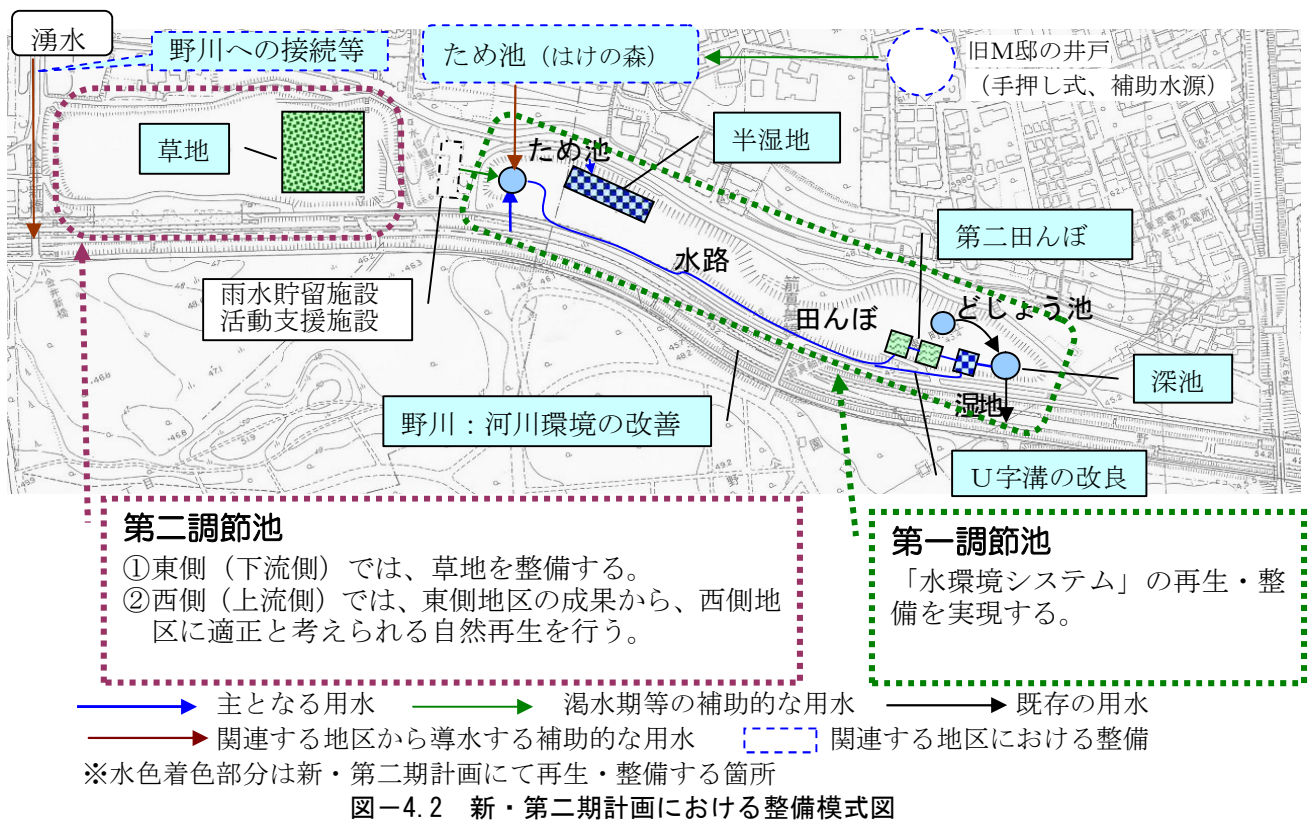 湧水
野川への接続等
ため池（はけの森）
旧M邸の井戸
（手押し式、補助水源）
草地
ため池
半湿地
第二田んぼ
水路
雨水貯留施設
活動支援施設
田んぼ
どじょう池
深池
湿地
野川：河川環境の改善
U字溝の改良
第二調節池
①東側（下流側）では、草地を整備する。
②西側（上流側）では、東側地区の成果から、西側地
区に適正と考えられる自然再生を行う。
第一調節池
「水環境システム」の再生・整
備を実現する。
主となる用水
渇水期等の補助的な用水
既存の用水
関連する地区から導水する補助的な用水
関連する地区における整備
※水色着色部分は新・第二期計画にて再生・整備する箇所
図－4.2　新・第二期計画における整備模式図